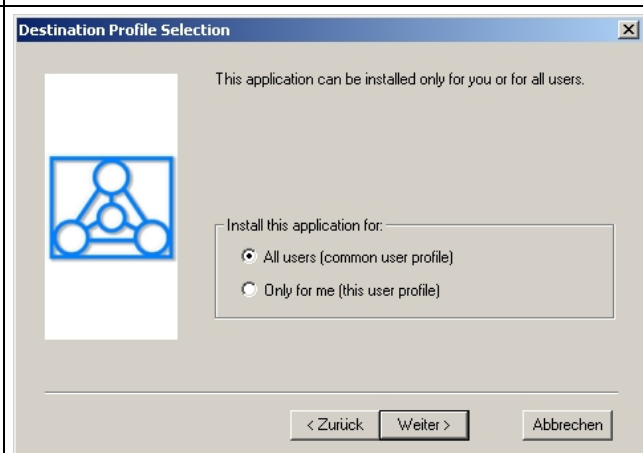 Destination Profile Selection
This application can be installed only for you or for all users.
Install this application for:
All users (common user profile)
Only for me (this user profile)
< Zurück
Weiter >
Abbrechen